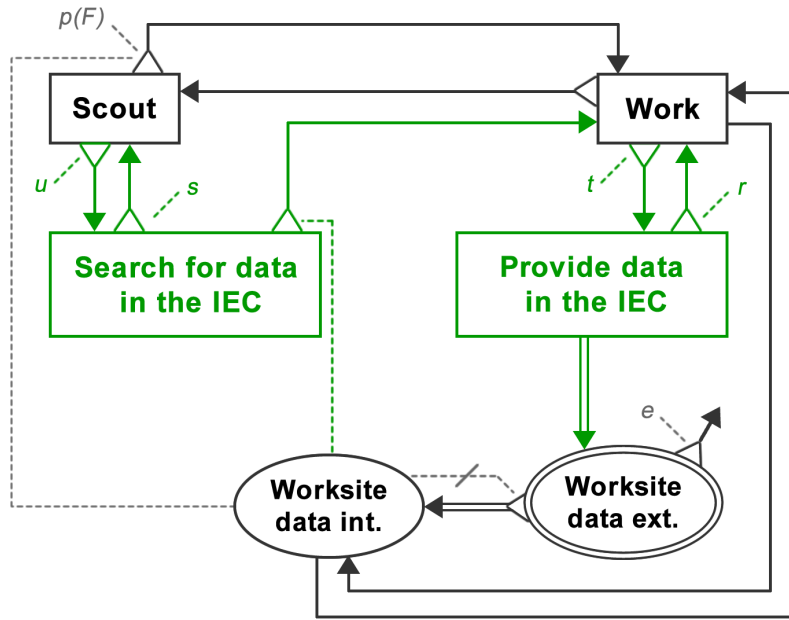 p(F)
Scout
Work
u
s
t
r
Search for data
in the IEC
Provide data
in the IEC
e
Worksite
data int.
Worksite
data ext.